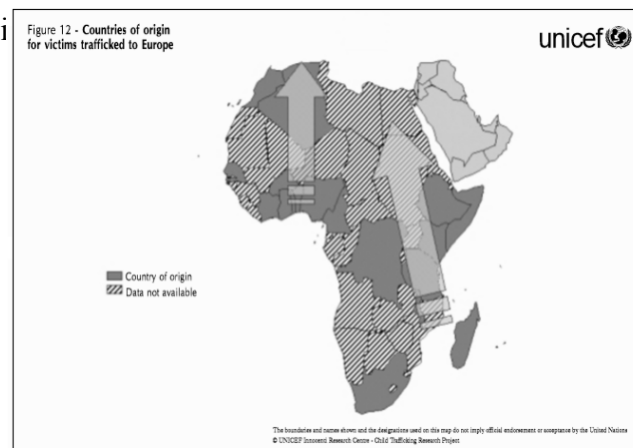 i
Figure 12 - Countries of origin
for victims trafficked to Europe
unicef
Country of origin
Data not available
The boundaries and names shown and the designations used on this map do not imply official endorsement or acceptance by the United Nations
© UNICEF Innocenti Research Centre - Child Trafficking Research Project